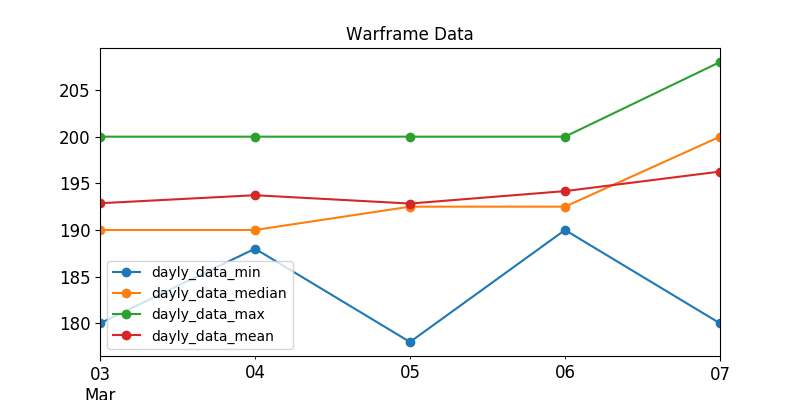 Warframe Data
205
200
195
190
185
180
dayly_data_min
dayly_data_median
dayly_data_max
dayly_data_mean
03 04 05 06 07
Mar